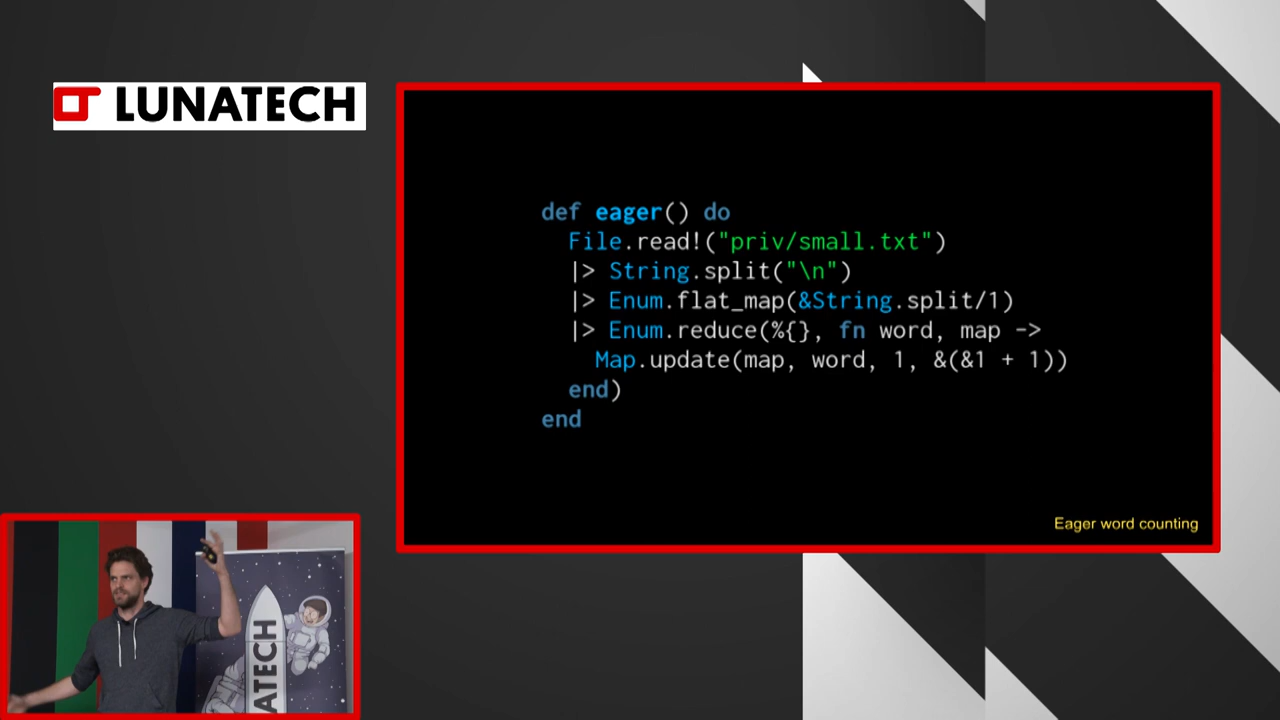 LUNATECH
def eager() do
  File.read!("priv/small.txt")
  |> String.split("\n")
  |> Enum.flat_map(&String.split/1)
  |> Enum.reduce(%{}, fn word, map ->
    Map.update(map, word, 1, &(&1 + 1))
  end)
end
Eager word counting
ATECH